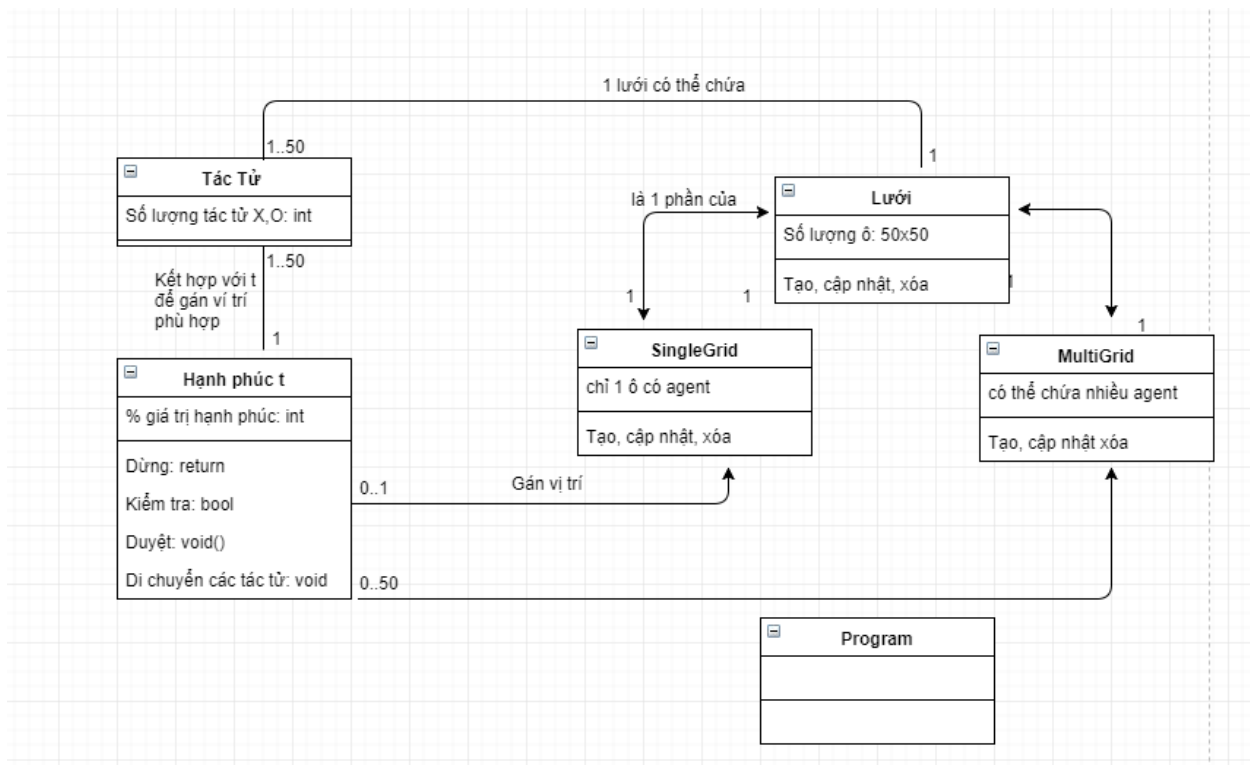 1 lưới có thể chứa
1..50
1
Tác Tử
Số lượng tác tử X,O: int
1..50
Kết hợp với t
để gán ví trí
phù hợp
1
là 1 phần của
Lưới
Số lượng ô: 50x50
Tạo, cập nhật, xóa
1
1
1
1
SingleGrid
chỉ 1 ô có agent
Tạo, cập nhật, xóa
MultiGrid
có thể chứa nhiều agent
Tạo, cập nhật xóa
Hạnh phúc t
% giá trị hạnh phúc: int
Dừng: return
Kiểm tra: bool
Duyệt: void()
Di chuyển các tác tử: void
0..1
Gán vị trí
0..50
Program